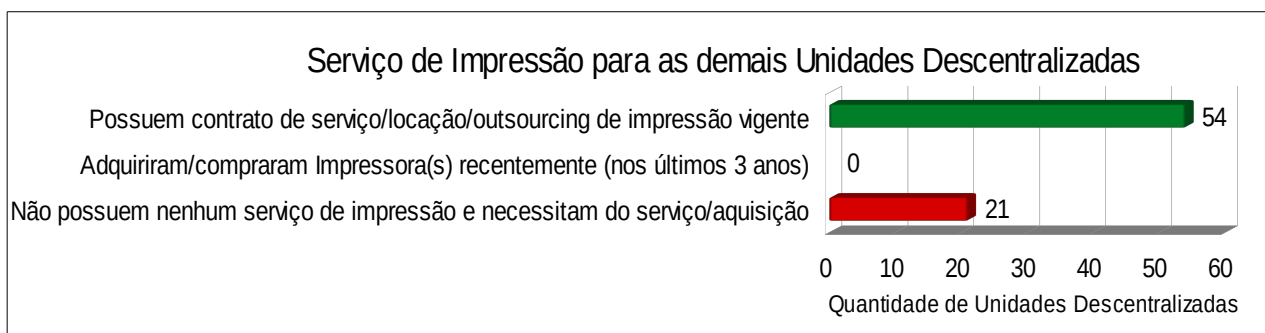 Serviço de Impressão para as demais Unidades Descentralizadas
Possuem contrato de serviço/locação/outsourcing de impressão vigente
54
Adquiriram/compraram Impressora(s) recentemente (nos últimos 3 anos)
0
Não possuem nenhum serviço de impressão e necessitam do serviço/aquisição
21
0 10 20 30 40 50 60
Quantidade de Unidades Descentralizadas